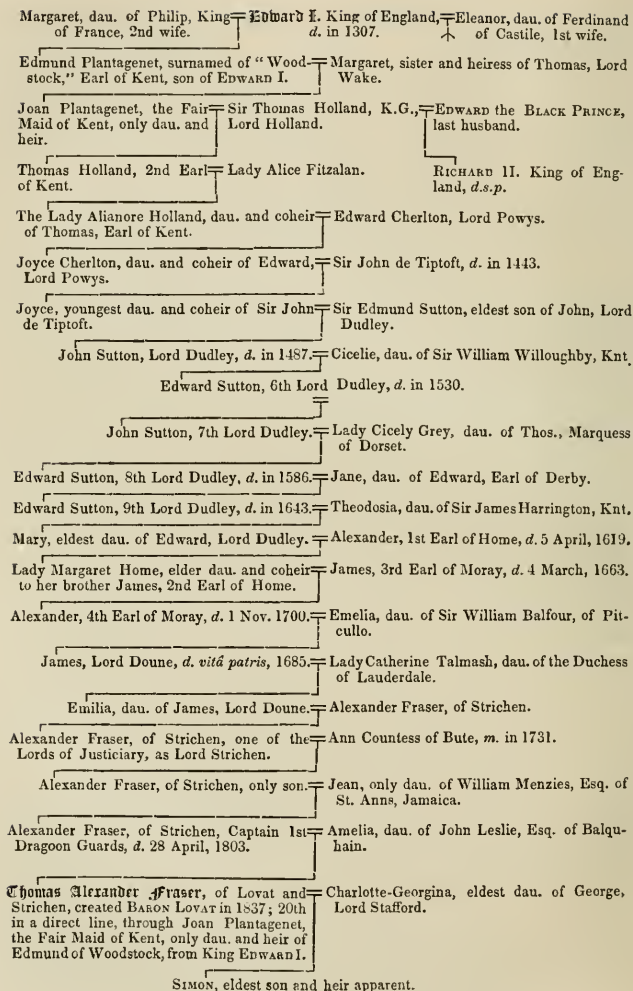 Margaret, dau. of Philip, King of France, 2nd wife.
Edward I. King of England, d. in 1307.
Eleanor, dau. of Ferdinand of Castile, 1st wife.
Edmund Plantagenet, surnamed of "Wood-
stock," Earl of Kent, son of EDWARD I.
Margaret, sister and heiress of Thomas, Lord
Wake.
Joan Plantagenet, the Fair
Maid of Kent, only dau. and
heir.
Sir Thomas Holland, K.G.,
Lord Holland.
EDWARD the BLACK PRINCE,
last husband.
Thomas Holland, 2nd Earl
of Kent.
Lady Alice Fitzalan.
RICHARD II. King of Eng-
land, d.s.p.
The Lady Alianore Holland, dau. and coheir
of Thomas, Earl of Kent.
Edward Cherlton, Lord Powys.
Joyce Cherlton, dau. and coheir of Edward,
Lord Powys.
Sir John de Tiptoft, d. in 1443.
Joyce, youngest dau. and coheir of Sir John
de Tiptoft.
Sir Edmund Sutton, eldest son of John, Lord
Dudley.
John Sutton, Lord Dudley, d. in 1487.
Cicelie, dau. of Sir William Willoughby, Knt.
Edward Sutton, 6th Lord Dudley, d. in 1530.
John Sutton, 7th Lord Dudley.
Lady Cicely Grey, dau. of Thos., Marquess
of Dorset.
Edward Sutton, 8th Lord Dudley, d. in 1586.
Jane, dau. of Edward, Earl of Derby.
Edward Sutton, 9th Lord Dudley, d. in 1643.
Theodosia, dau. of Sir James Harrington, Knt.
Mary, eldest dau. of Edward, Lord Dudley.
Alexander, 1st Earl of Home, d. 5 April, 1619.
Lady Margaret Home, elder dau. and coheir
to her brother James, 2nd Earl of Home.
James, 3rd Earl of Moray, d. 4 March, 1663.
Alexander, 4th Earl of Moray, d. 1 Nov. 1700.
Emelia, dau. of Sir William Balfour, of Pit-
cullo.
James, Lord Doune, d. vitâ patris, 1685.
Lady Catherine Talmash, dau. of the Duchess
of Lauderdale.
Emilia, dau. of James, Lord Doune.
Alexander Fraser, of Strichen.
Alexander Fraser, of Strichen, one of the
Lords of Justiciary, as Lord Strichen.
Ann Countess of Bute, m. in 1731.
Alexander Fraser, of Strichen, only son.
Jean, only dau. of William Menzies, Esq. of
St. Anns, Jamaica.
Alexander Fraser, of Strichen, Captain 1st
Dragoon Guards, d. 28 April, 1803.
Amelia, dau. of John Leslie, Esq. of Balqu-
hain.
Thomas Alexander Fraser, of Lovat and
Strichen, created BARON LOVAT in 1837; 20th
in a direct line, through Joan Plantagenet,
the Fair Maid of Kent, only dau. and heir of
Edmund of Woodstock, from King EDWARD I.
Charlotte-Georgina, eldest dau. of George,
Lord Stafford.
SIMON, eldest son and heir apparent.